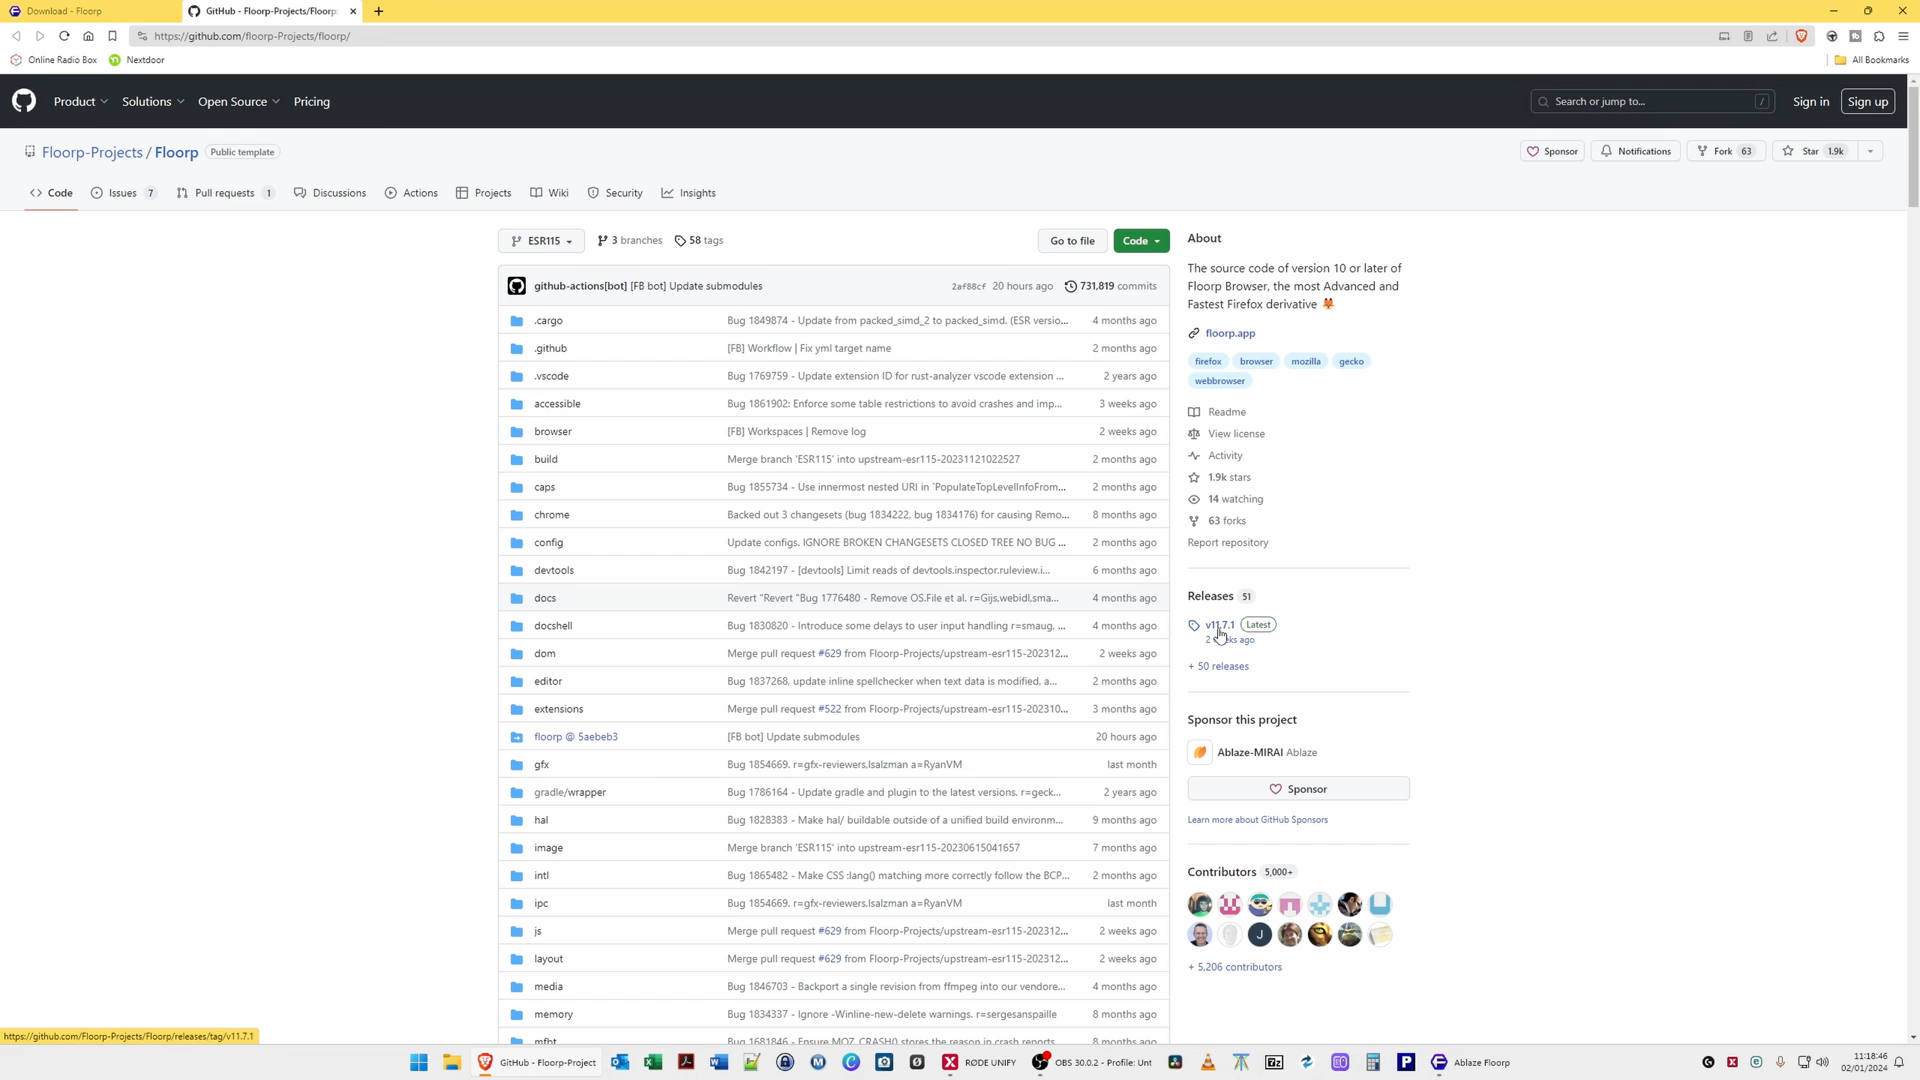 Download - Floorp
GitHub - Floorp-Projects/Floorp:
https://github.com/floorp-Projects/floorp/
Online Radio Box
Nextdoor
All Bookmarks
Product
Solutions
Open Source
Pricing
Search or jump to...
/
Sign in
Sign up
Floorp-Projects / Floorp
Public template
Sponsor
Notifications
Fork 63
Star 1.9k
Code
Issues 7
Pull requests 1
Discussions
Actions
Projects
Wiki
Security
Insights
ESR115
3 branches
58 tags
Go to file
Code
github-actions[bot] [FB bot] Update submodules
2af88cf 20 hours ago
731,819 commits
.cargo Bug 1849874 - Update from packed_simd_2 to packed_simd. (ESR versio... 4 months ago
.github [FB] Workflow | Fix yml target name 2 months ago
.vscode Bug 1769759 - Update extension ID for rust-analyzer vscode extension ... 2 years ago
accessible Bug 1861902: Enforce some table restrictions to avoid crashes and imp... 3 weeks ago
browser [FB] Workspaces | Remove log 2 weeks ago
build Merge branch 'ESR115' into upstream-esr115-20231121022527 2 months ago
caps Bug 1855734 - Use innermost nested URI in `PopulateTopLevelInfoFrom... 2 months ago
chrome Backed out 3 changesets (bug 1834222, bug 1834176) for causing Remo... 8 months ago
config Update configs. IGNORE BROKEN CHANGESETS CLOSED TREE NO BUG ... 2 months ago
devtools Bug 1842197 - [devtools] Limit reads of devtools.inspector.ruleview.i... 6 months ago
docs Revert "Revert "Bug 1776480 - Remove OS.File et al. r=Gijs,webidl,sma... 4 months ago
docshell Bug 1830820 - Introduce some delays to user input handling r=smaug, ... 4 months ago
dom Merge pull request #629 from Floorp-Projects/upstream-esr115-202312... 2 weeks ago
editor Bug 1837268, update inline spellchecker when text data is modified, a... 2 months ago
extensions Merge pull request #522 from Floorp-Projects/upstream-esr115-202310... 3 months ago
floorp @ 5aebeb3 [FB bot] Update submodules 20 hours ago
gfx Bug 1854669. r=gfx-reviewers,lsalzman a=RyanVM last month
gradle/wrapper Bug 1786164 - Update gradle and plugin to the latest versions. r=geck... 2 years ago
hal Bug 1828383 - Make hal/ buildable outside of a unified build environm... 9 months ago
image Merge branch 'ESR115' into upstream-esr115-20230615041657 7 months ago
intl Bug 1865482 - Make CSS :lang() matching more correctly follow the BCP... 2 months ago
ipc Bug 1854669. r=gfx-reviewers,lsalzman a=RyanVM last month
js Merge pull request #629 from Floorp-Projects/upstream-esr115-202312... 2 weeks ago
layout Merge pull request #629 from Floorp-Projects/upstream-esr115-202312... 2 weeks ago
media Bug 1846703 - Backport a single revision from ffmpeg into our vendore... 4 months ago
memory Bug 1834337 - Ignore -Winline-new-delete warnings. r=sergesanspaille 8 months ago
mfbt Bug 1681846 - Ensure MOZ_CRASH() stores the reason in crash reports 8 months ago
About
The source code of version 10 or later of
Floorp Browser, the most Advanced and
Fastest Firefox derivative 🦊
floorp.app
firefox browser mozilla gecko
webbrowser
Readme
View license
Activity
1.9k stars
14 watching
63 forks
Report repository
Releases 51
v11.7.1 Latest
2 weeks ago
+ 50 releases
Sponsor this project
Ablaze-MIRAI Ablaze
Sponsor
Learn more about GitHub Sponsors
Contributors 5,000+
J
+ 5,206 contributors
https://github.com/Floorp-Projects/Floorp/releases/tag/v11.7.1
GitHub - Floorp-Project
RØDE UNIFY
OBS 30.0.2 - Profile: Unt
7z
Ablaze Floorp
11:18:46
02/01/2024